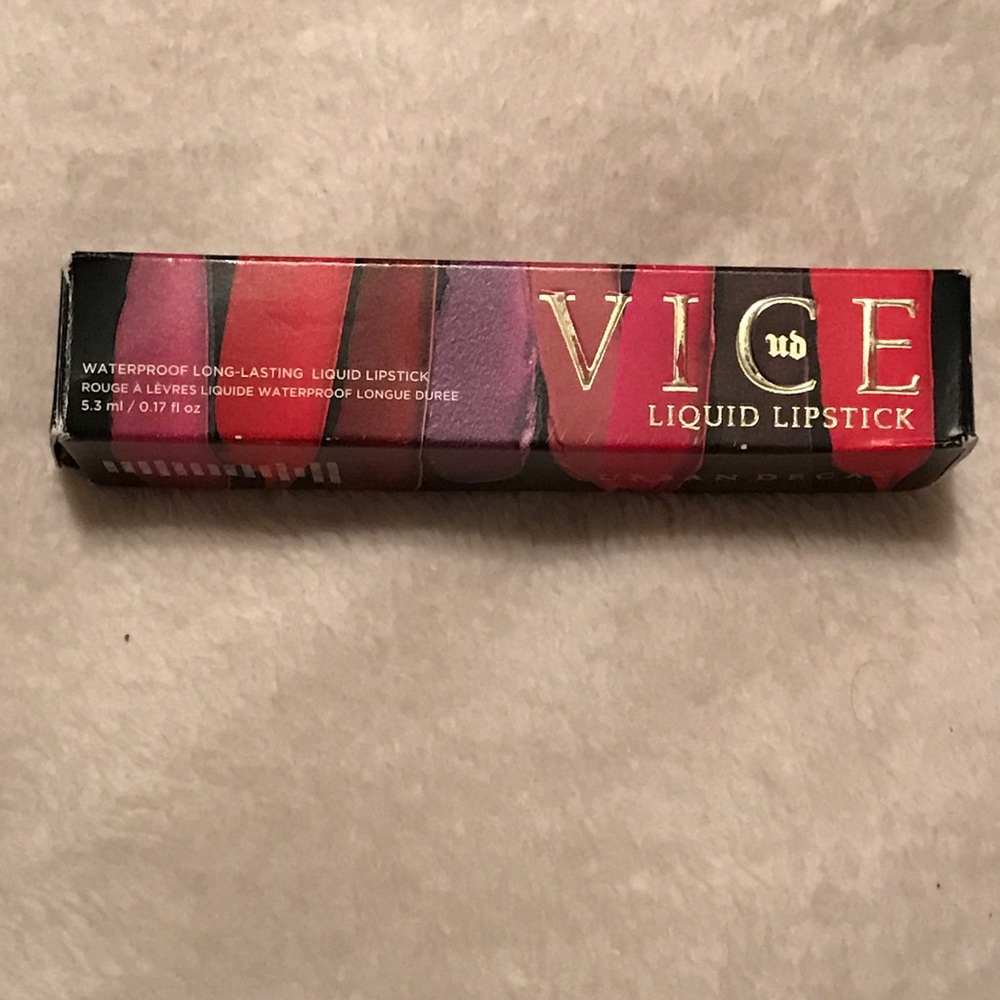 VICE
ud
LIQUID LIPSTICK
WATERPROOF LONG-LASTING LIQUID LIPSTICK
ROUGE À LÈVRES LIQUIDE WATERPROOF LONGUE DURÉE
5.3 ml / 0.17 fl oz